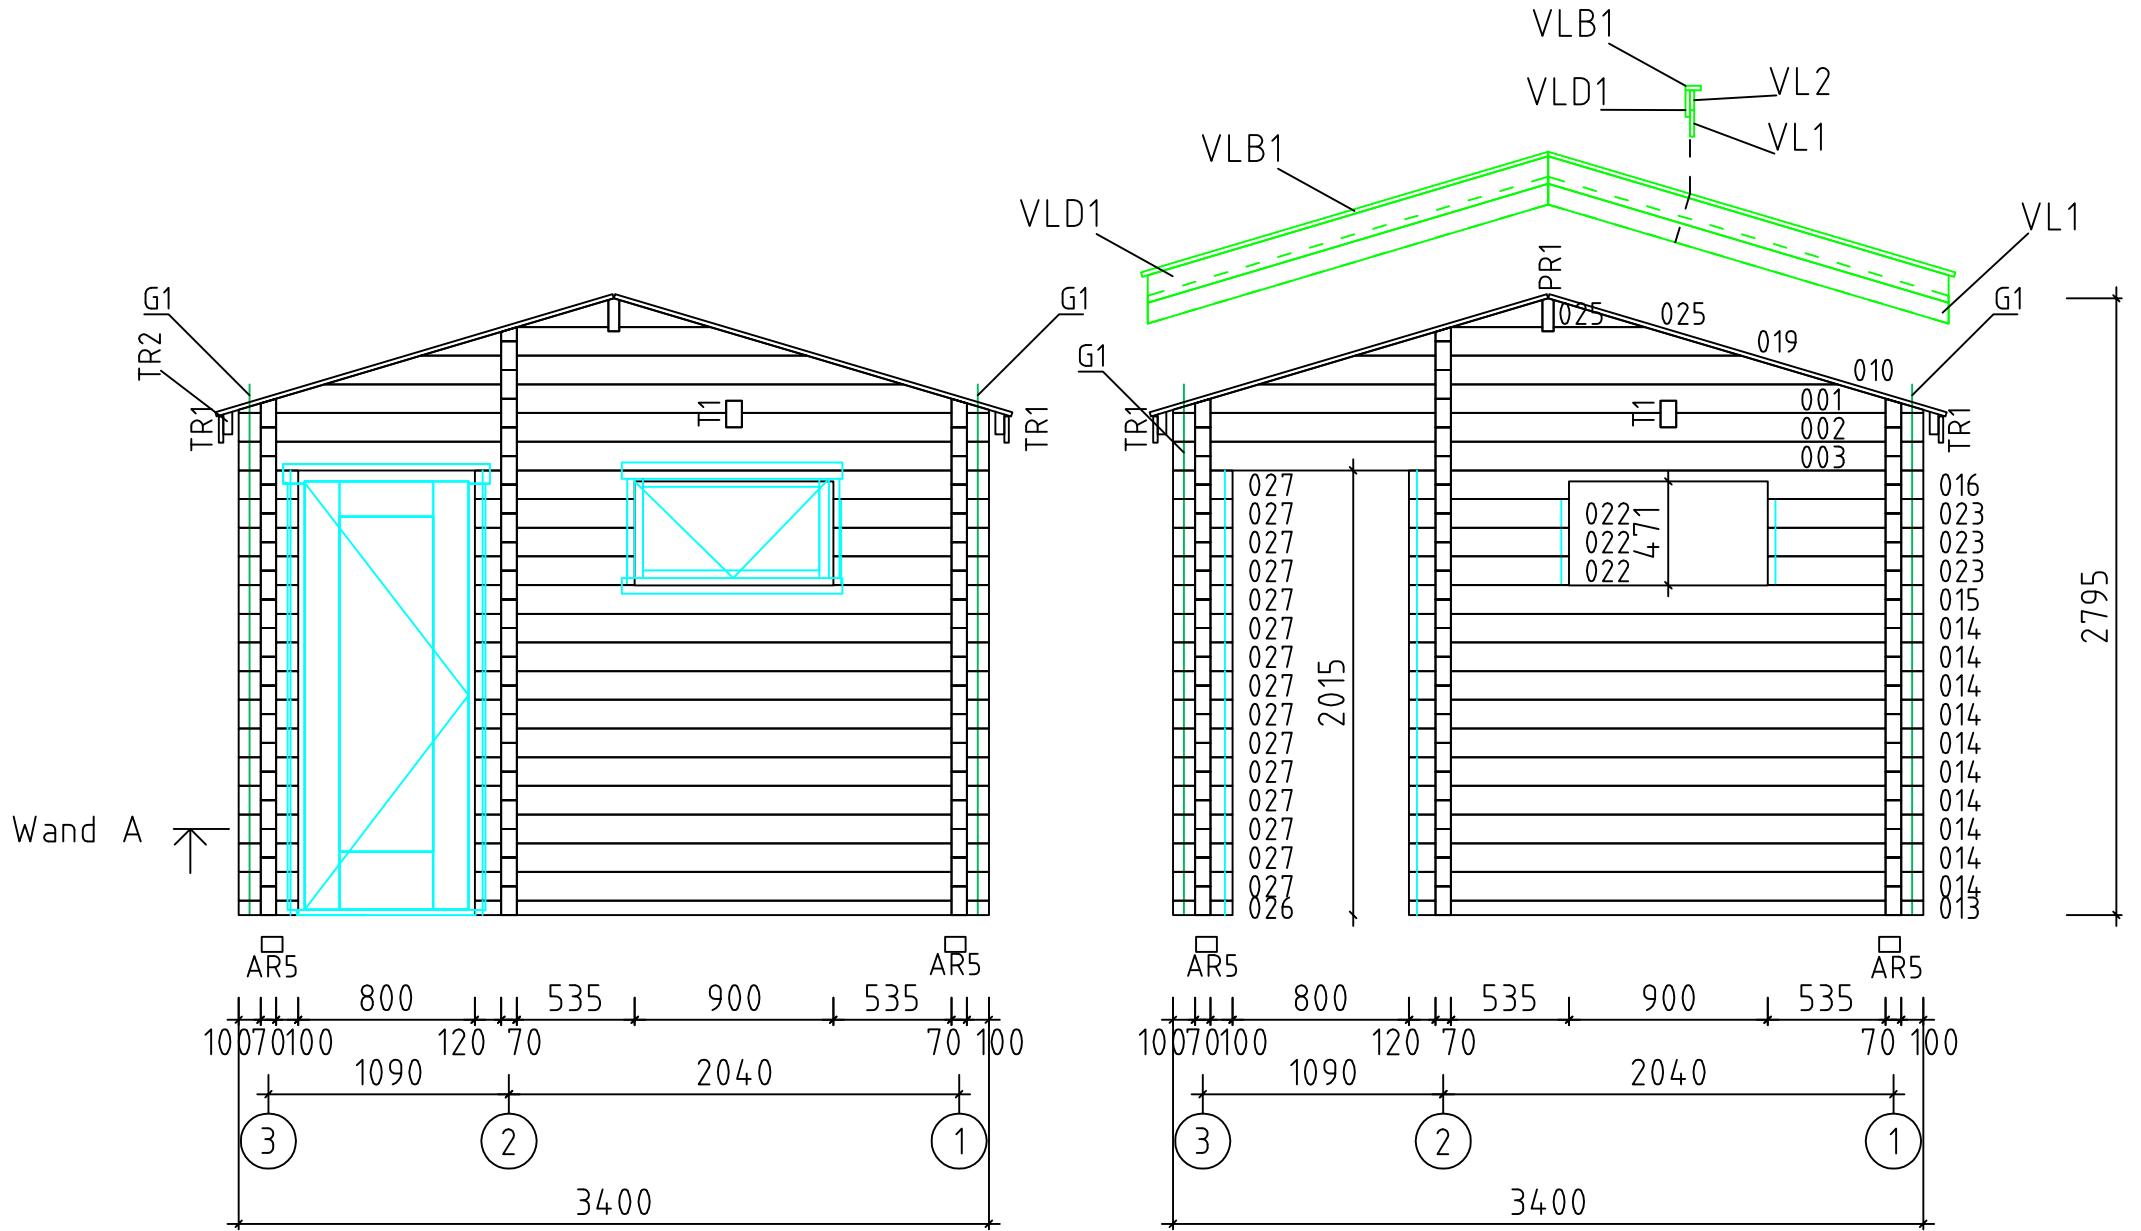 VLB1
VLD1
VL2
VL1
VLB1
VLD1
VL1
PR1
G1
G1
G1
G1
TR2
TR1
T1
TR1
TR1
T1
TR1
025
025
019
010
001
002
003
027 016
027 022 023
027 022 023
027 022 023
471
027 015
027 014
027 014
027 014
027 014
027 014
027 014
027 014
027 014
027 014
027 014
026 013
2015
2795
Wand A
AR5
AR5
AR5
AR5
800 535 900 535
800 535 900 535
100 70 100 120 70 70 100
100 70 100 120 70 70 100
1090 2040
1090 2040
3 2 1
3 2 1
3400
3400